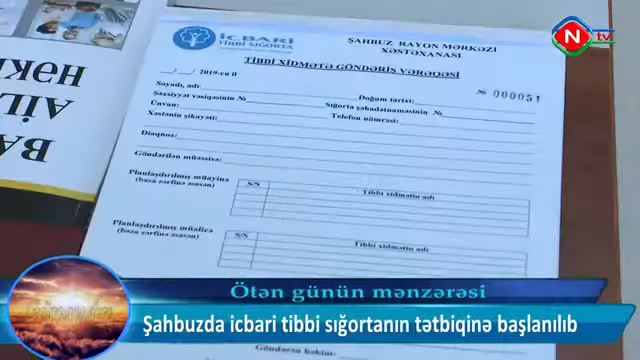 N tv
İCBARİ
TİBBİ SIĞORTA
ŞAHBUZ RAYON MƏRKƏZİ
XƏSTƏXANASI
TİBBİ XİDMƏTƏ GÖNDƏRİŞ VƏRƏQƏSİ
__/__/ 2019-cu il
№ 000051
Soyadı, adı
Doğum tarixi:
Şəxsiyyət vəsiqəsinin №
Sığorta şəhadətnaməsinin №
Ünvan:
Telefon nömrəsi:
Xəstənin şikayəti:
Diaqnoz:
Göndərilən müəssisə:
Planlaşdırılmış müayinə
(baza zərfinə əsasən)
S/S
Tibbi xidmətin adı
Planlaşdırılmış müalicə
(baza zərfinə əsasən)
S/S
Tibbi xidmətin adı
Ötən günün mənzərəsi
Şahbuzda icbari tibbi sığortanın tətbiqinə başlanılıb